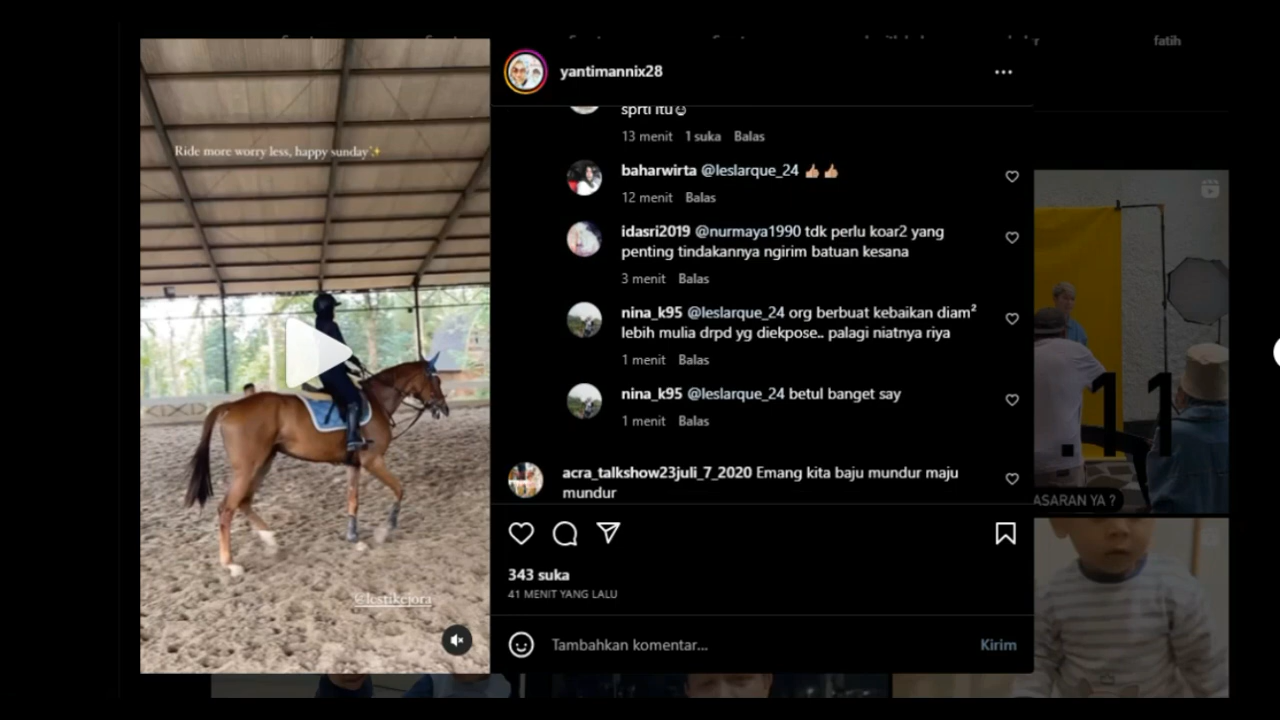 fatih
yantimannix28
Ride more worry less, happy sunday✨
@lestikejora
sprti itu☺
13 menit 1 suka Balas
baharwirta @leslarque_24 👍🏼👍🏼
12 menit Balas
idasri2019 @nurmaya1990 tdk perlu koar2 yang
penting tindakannya ngirim batuan kesana
3 menit Balas
nina_k95 @leslarque_24 org berbuat kebaikan diam²
lebih mulia drpd yg diekpose.. palagi niatnya riya
1 menit Balas
nina_k95 @leslarque_24 betul banget say
1 menit Balas
acra_talkshow23juli_7_2020 Emang kita baju mundur maju
mundur
343 suka
41 MENIT YANG LALU
Tambahkan komentar... Kirim
.11
ASARAN YA ?